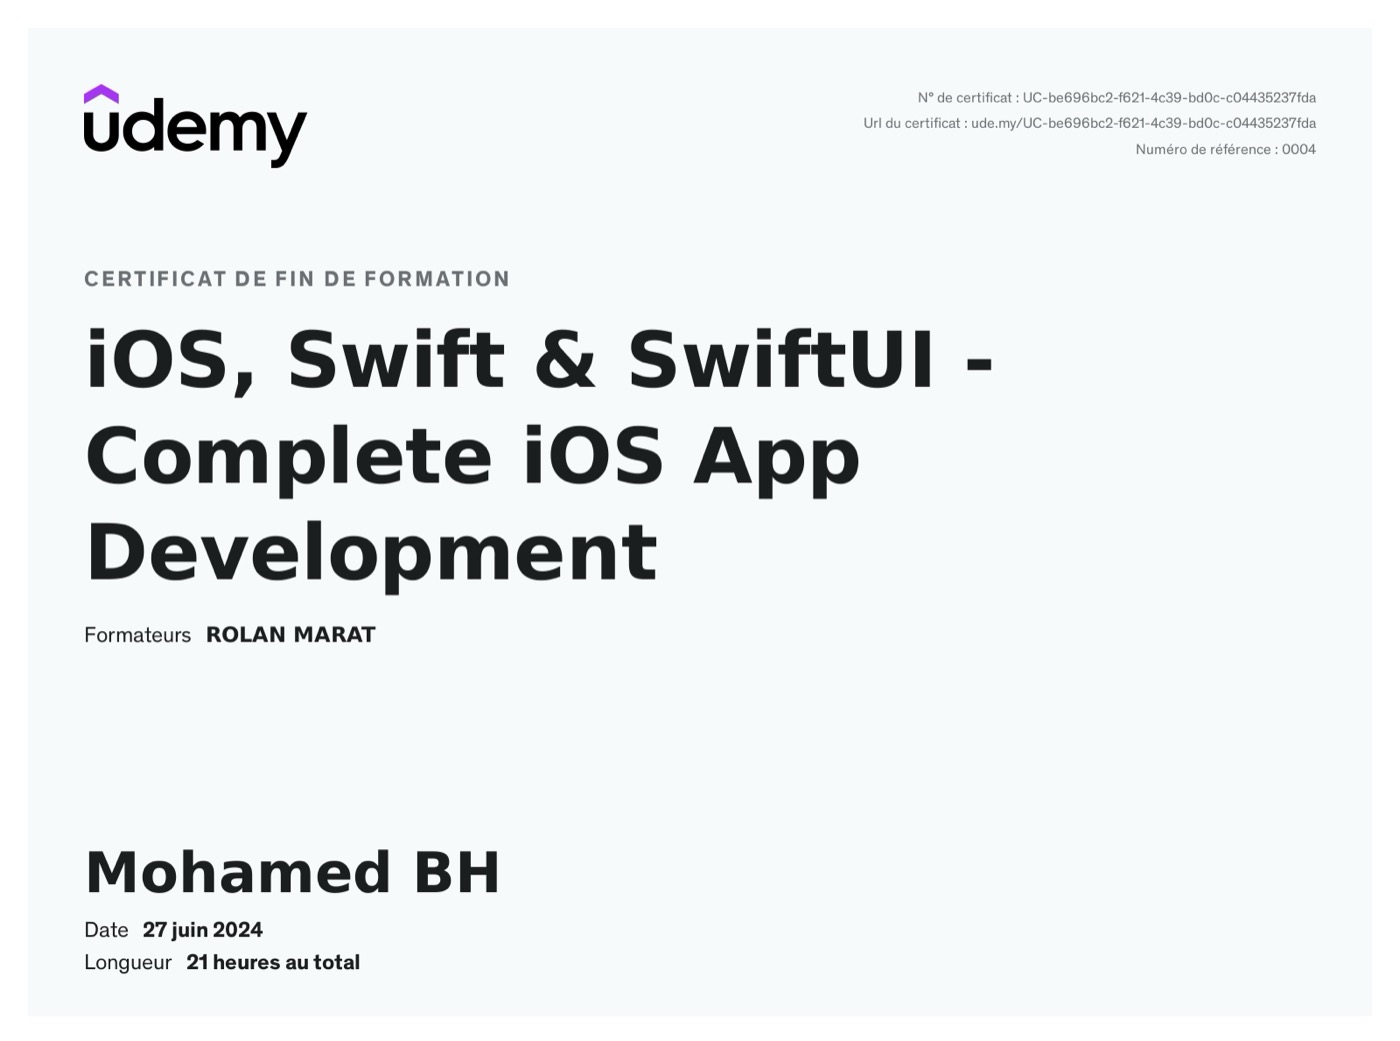 udemy
N° de certificat : UC-be696bc2-f621-4c39-bd0c-c04435237fda
Url du certificat : ude.my/UC-be696bc2-f621-4c39-bd0c-c04435237fda
Numéro de référence : 0004
CERTIFICAT DE FIN DE FORMATION
iOS, Swift & SwiftUI -
Complete iOS App
Development
Formateurs ROLAN MARAT
Mohamed BH
Date 27 juin 2024
Longueur 21 heures au total